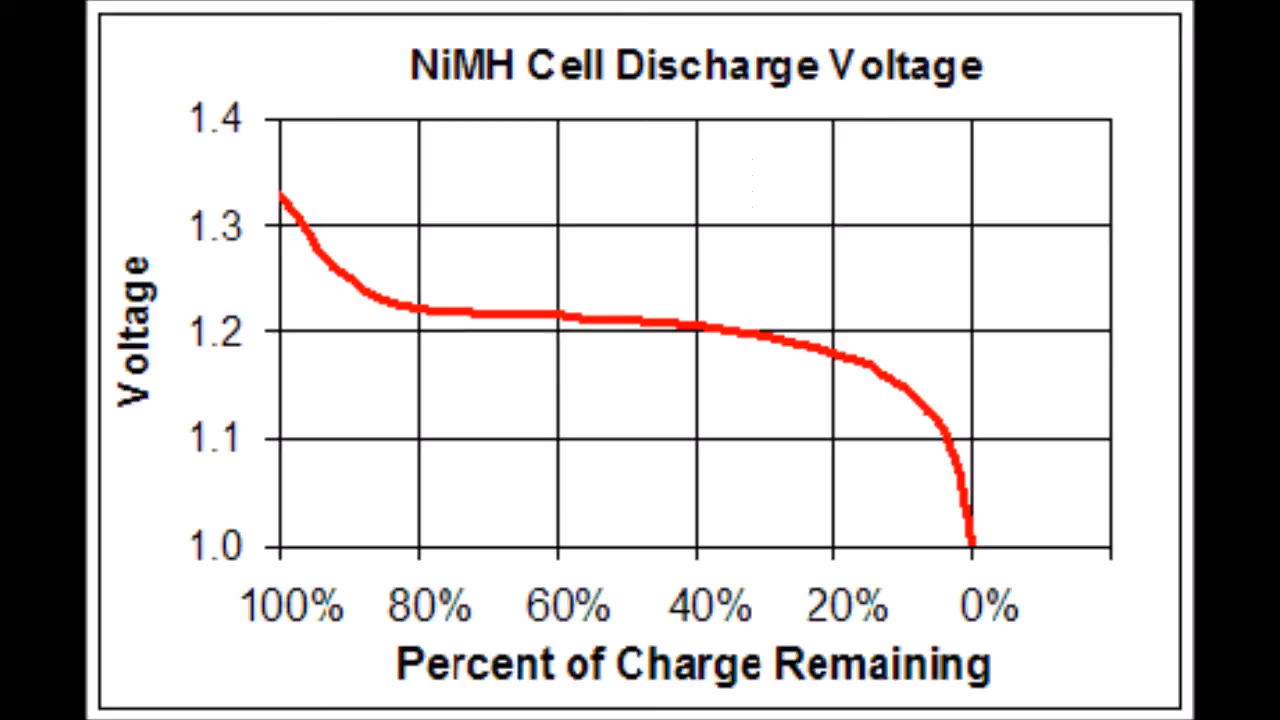 NiMH Cell Discharge Voltage
1.4
1.3
1.2
1.1
1.0
Voltage
100% 80% 60% 40% 20% 0%
Percent of Charge Remaining